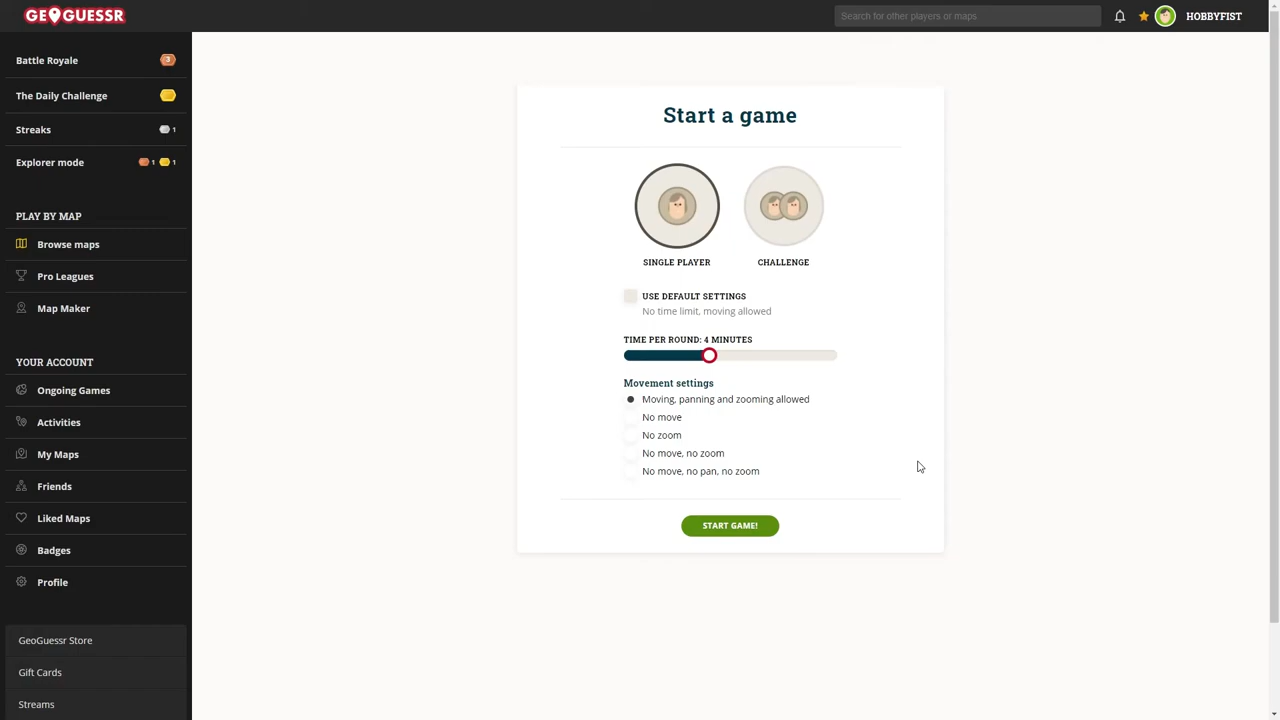 GEOGUESSR
Search for other players or maps
HOBBYFIST
Battle Royale
3
The Daily Challenge
Streaks
1
Explorer mode
1
1
PLAY BY MAP
Browse maps
Pro Leagues
Map Maker
YOUR ACCOUNT
Ongoing Games
Activities
My Maps
Friends
Liked Maps
Badges
Profile
GeoGuessr Store
Gift Cards
Streams
Start a game
SINGLE PLAYER
CHALLENGE
USE DEFAULT SETTINGS
No time limit, moving allowed
TIME PER ROUND: 4 MINUTES
Movement settings
Moving, panning and zooming allowed
No move
No zoom
No move, no zoom
No move, no pan, no zoom
START GAME!